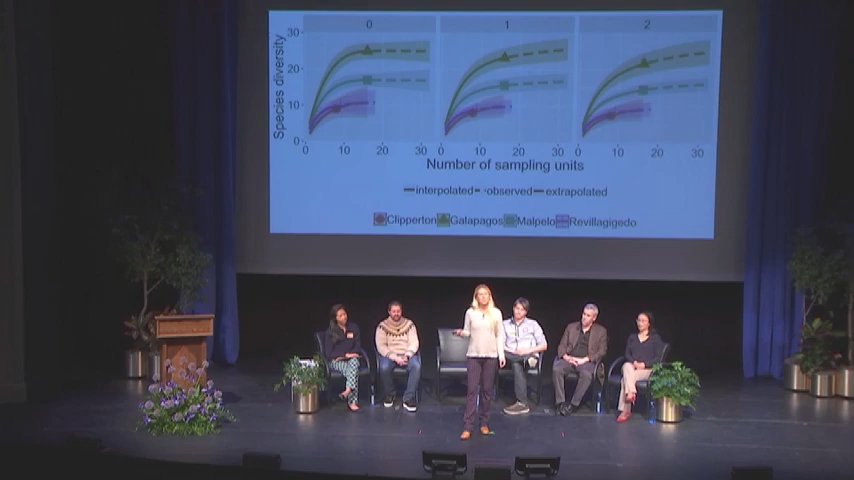 0 1 2
Species diversity
30
20
10
0
0 10 20 30 0 10 20 30 0 10 20 30
Number of sampling units
interpolated observed extrapolated
Clipperton Galapagos Malpelo Revillagigedo